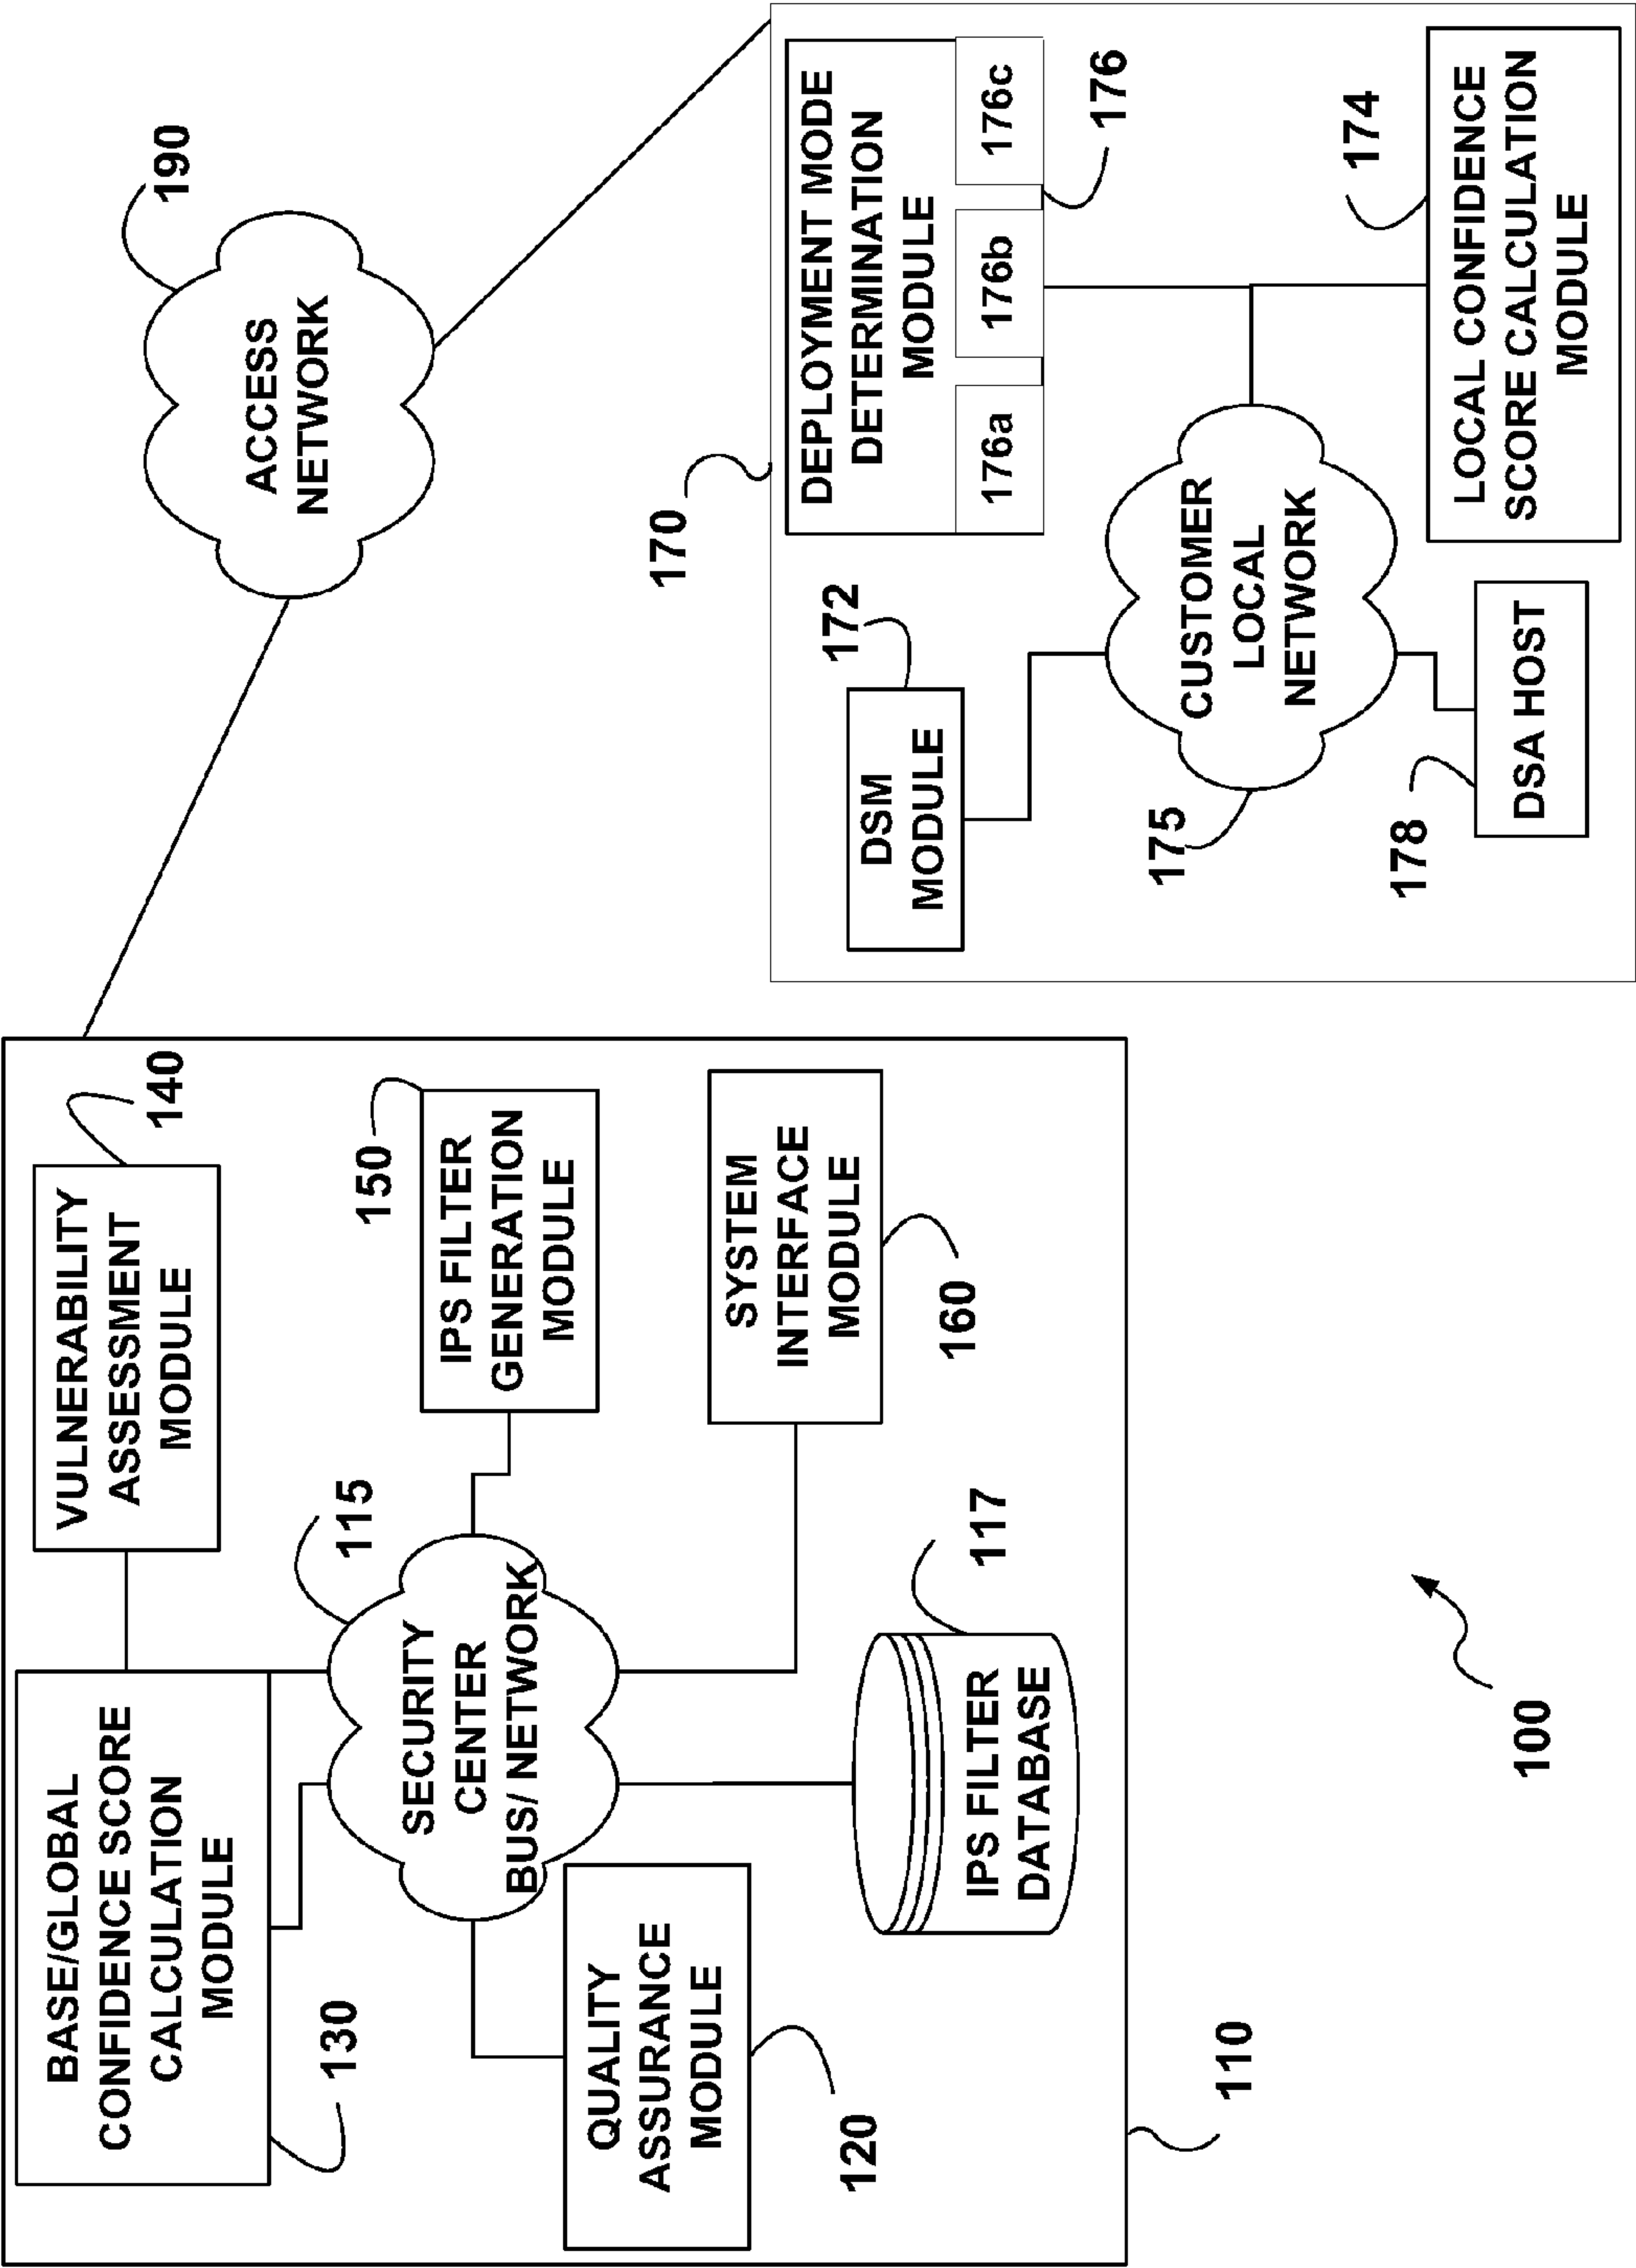 BASE/GLOBAL
CONFIDENCE SCORE
CALCULATION
MODULE
130
VULNERABILITY
ASSESSMENT
MODULE
140
115
SECURITY
CENTER
BUS/ NETWORK
150
IPS FILTER
GENERATION
MODULE
QUALITY
ASSURANCE
MODULE
120
SYSTEM
INTERFACE
MODULE
160
117
IPS FILTER
DATABASE
110
100
190
ACCESS
NETWORK
170
DEPLOYMENT MODE
DETERMINATION
MODULE
176a
176b
176c
176
172
DSM
MODULE
CUSTOMER
LOCAL
NETWORK
175
174
LOCAL CONFIDENCE
SCORE CALCULATION
MODULE
178
DSA HOST